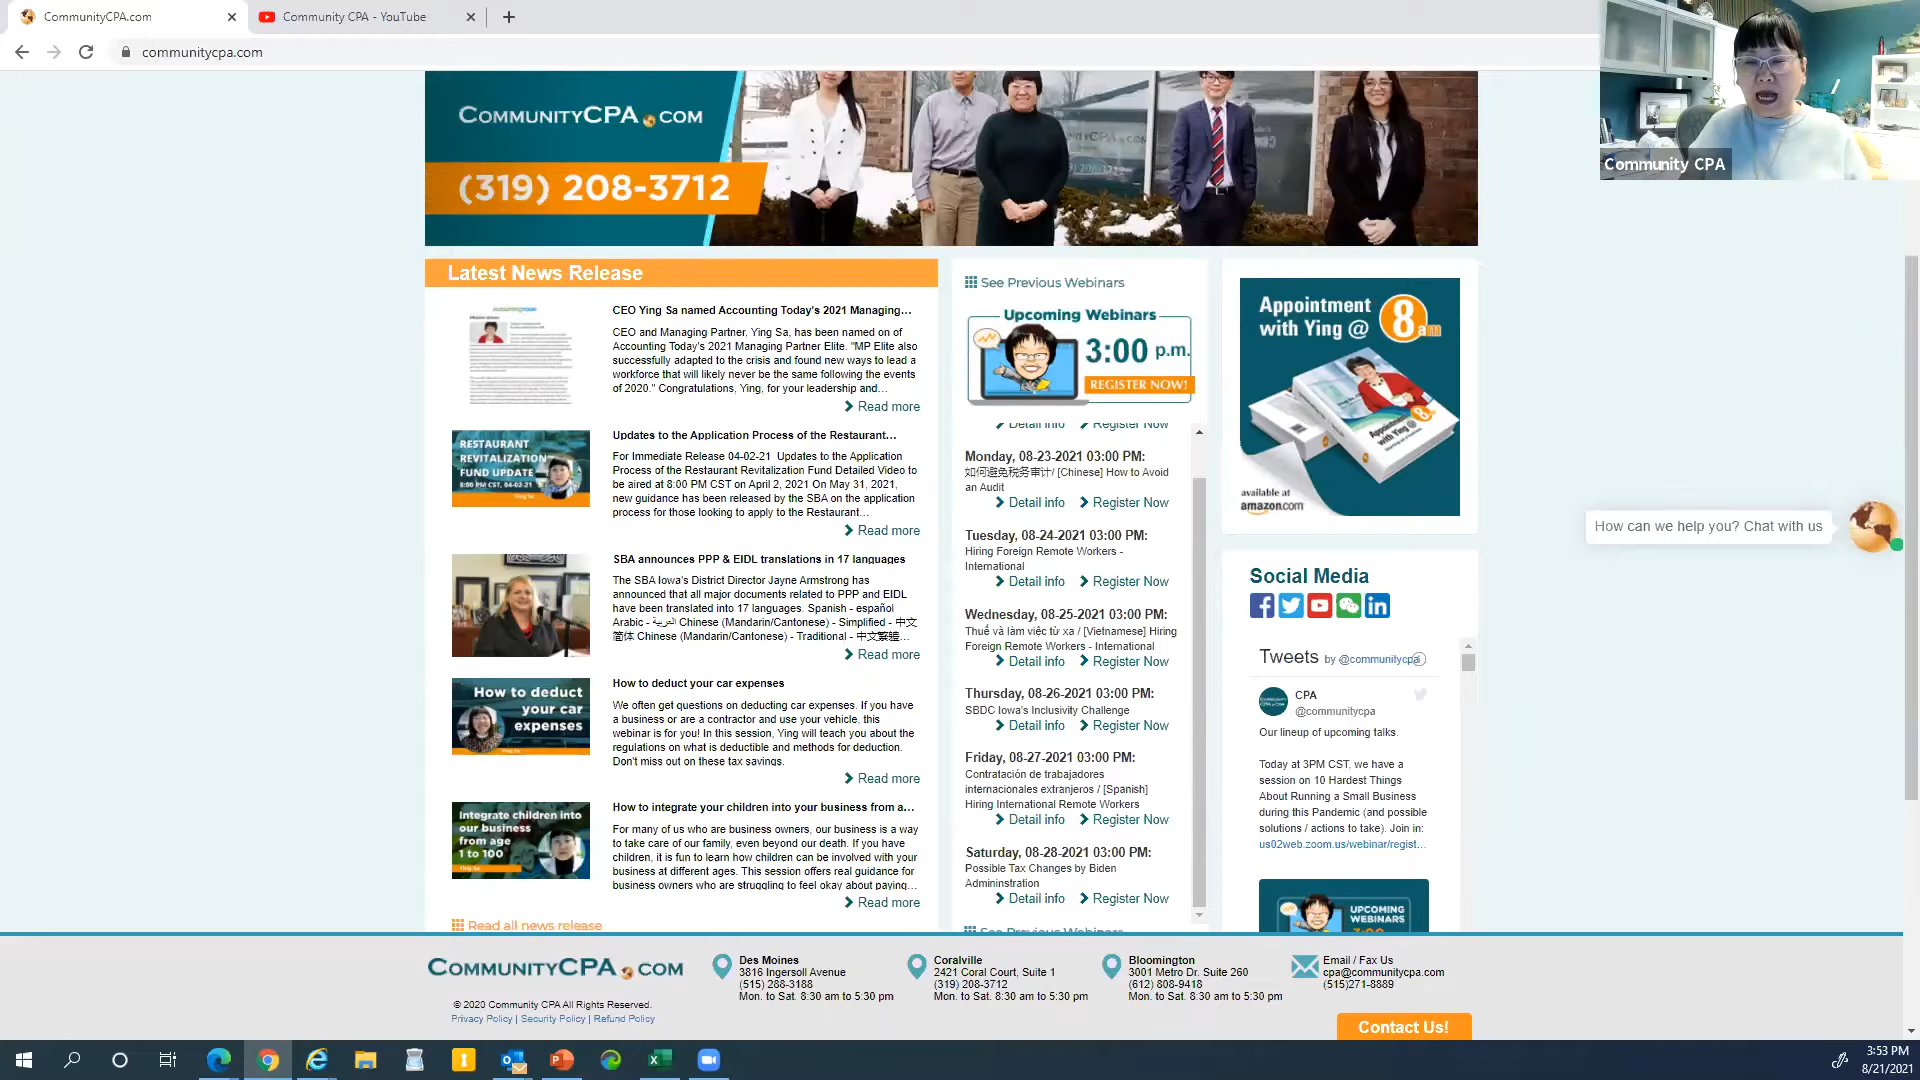 CommunityCPA.com
Community CPA - YouTube
communitycpa.com
Community CPA
COMMUNITYCPA.COM
(319) 208-3712
Latest News Release
CEO Ying Sa named Accounting Today's 2021 Managing...
CEO and Managing Partner, Ying Sa, has been named on of
Accounting Today's 2021 Managing Partner Elite. "MP Elite also
successfully adapted to the crisis and found new ways to lead a
workforce that will likely never be the same following the events
of 2020." Congratulations, Ying, for your leadership and...
Read more
RESTAURANT
REVITALIZATION
FUND UPDATE
8:00 PM CST, 04-02-21
Ying Sa
Updates to the Application Process of the Restaurant...
For Immediate Release 04-02-21 Updates to the Application
Process of the Restaurant Revitalization Fund Detailed Video to
be aired at 8:00 PM CST on April 2, 2021 On May 31, 2021,
new guidance has been released by the SBA on the application
process for those looking to apply to the Restaurant...
Read more
SBA announces PPP & EIDL translations in 17 languages
The SBA Iowa's District Director Jayne Armstrong has
announced that all major documents related to PPP and EIDL
have been translated into 17 languages. Spanish - español
Arabic - العربية Chinese (Mandarin/Cantonese) - Simplified - 中文
简体 Chinese (Mandarin/Cantonese) - Traditional - 中文繁體...
Read more
How to deduct
your car
expenses
Ying Sa
How to deduct your car expenses
We often get questions on deducting car expenses. If you have
a business or are a contractor and use your vehicle, this
webinar is for you! In this session, Ying will teach you about the
regulations on what is deductible and methods for deduction.
Don't miss out on these tax savings.
Read more
Integrate children into
our business
from age
1 to 100
Ying Sa
How to integrate your children into your business from a...
For many of us who are business owners, our business is a way
to take care of our family, even beyond our death. If you have
children, it is fun to learn how children can be involved with your
business at different ages. This session offers real guidance for
business owners who are struggling to feel okay about paying...
Read more
Read all news release
See Previous Webinars
Upcoming Webinars
3:00 p.m.
REGISTER NOW!
Detail info Register Now
Monday, 08-23-2021 03:00 PM:
如何避免税务审计/ [Chinese] How to Avoid
an Audit
Detail info Register Now
Tuesday, 08-24-2021 03:00 PM:
Hiring Foreign Remote Workers -
International
Detail info Register Now
Wednesday, 08-25-2021 03:00 PM:
Thuế và làm việc từ xa / [Vietnamese] Hiring
Foreign Remote Workers - International
Detail info Register Now
Thursday, 08-26-2021 03:00 PM:
SBDC Iowa's Inclusivity Challenge
Detail info Register Now
Friday, 08-27-2021 03:00 PM:
Contratación de trabajadores
internacionales extranjeros / [Spanish]
Hiring International Remote Workers
Detail info Register Now
Saturday, 08-28-2021 03:00 PM:
Possible Tax Changes by Biden
Admininstration
Detail info Register Now
See Previous Webinars
Appointment
with Ying @ 8am
Appointment
with Ying @ 8am
available at
amazon.com
How can we help you? Chat with us
Social Media
Tweets by @communitycpa
CPA
@communitycpa
Our lineup of upcoming talks.
Today at 3PM CST, we have a
session on 10 Hardest Things
About Running a Small Business
during this Pandemic (and possible
solutions / actions to take). Join in:
us02web.zoom.us/webinar/regist...
UPCOMING
WEBINARS
3:00
COMMUNITYCPA.COM
© 2020 Community CPA All Rights Reserved.
Privacy Policy | Security Policy | Refund Policy
Des Moines
3816 Ingersoll Avenue
(515) 288-3188
Mon. to Sat. 8:30 am to 5:30 pm
Coralville
2421 Coral Court, Suite 1
(319) 208-3712
Mon. to Sat. 8:30 am to 5:30 pm
Bloomington
3001 Metro Dr. Suite 260
(612) 808-9418
Mon. to Sat. 8:30 am to 5:30 pm
Email / Fax Us
cpa@communitycpa.com
(515)271-8889
Contact Us!
3:53 PM
8/21/2021